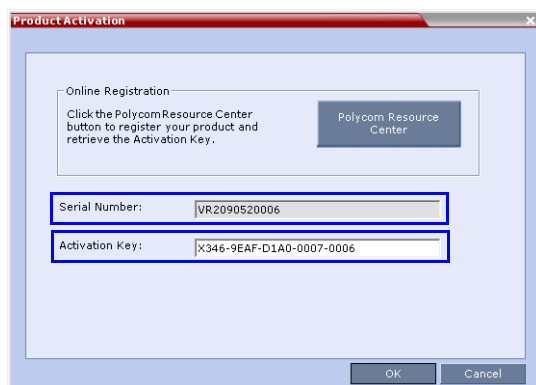 Product Activation
Online Registration
Click the Polycom Resource Center
button to register your product and
retrieve the Activation Key.
Polycom Resource
Center
Serial Number:
VR2090520006
Activation Key:
X346-9EAF-D1A0-0007-0006
OK
Cancel